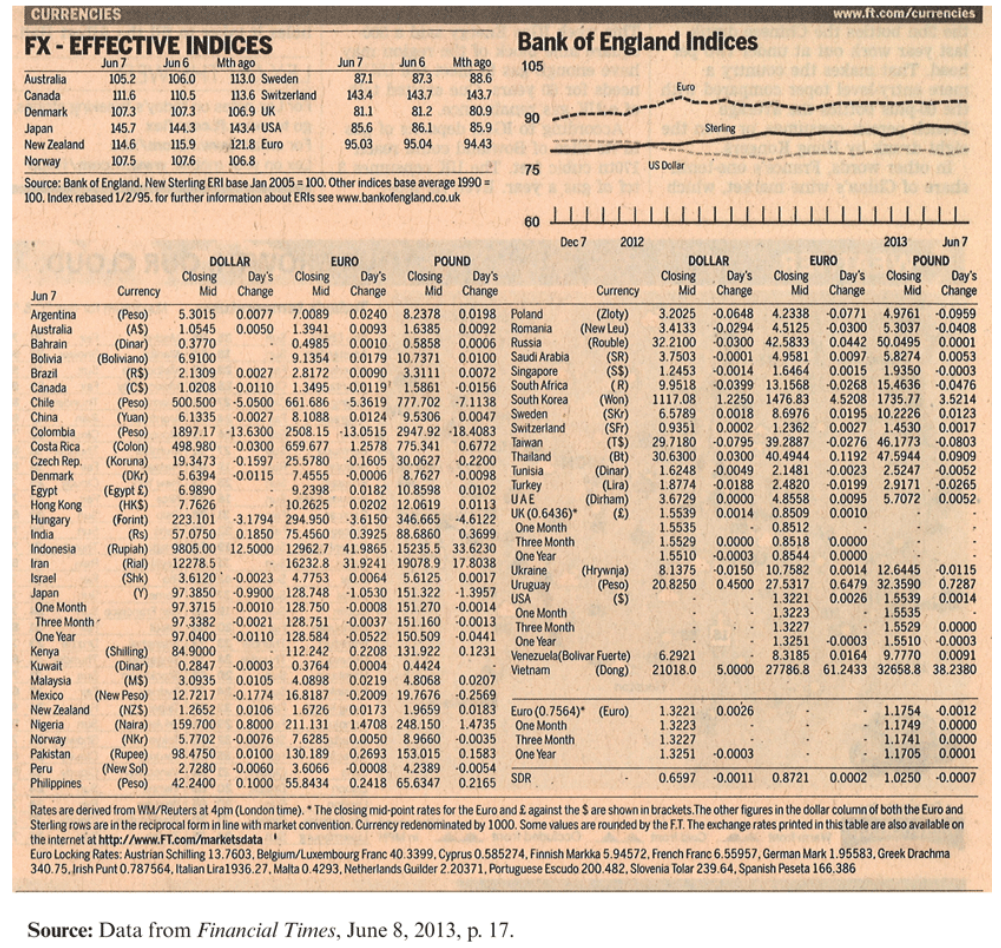 CURRENCIES www.ft.com/currencies
FX - EFFECTIVE INDICES
Jun 7 Jun 6 Mth ago Jun 7 Jun 6 Mth ago
Australia 105.2 106.0 113.0 Sweden 87.1 87.3 88.6
Canada 111.6 110.5 113.6 Switzerland 143.4 143.7 143.7
Denmark 107.3 107.3 106.9 UK 81.1 81.2 80.9
Japan 145.7 144.3 143.4 USA 85.6 86.1 85.9
New Zealand 114.6 115.9 121.8 Euro 95.03 95.04 94.43
Norway 107.5 107.6 106.8
Source: Bank of England. New Sterling ERI base Jan 2005 = 100. Other indices base average 1990 =
100. Index rebased 1/2/95. for further information about ERIs see www.bankofengland.co.uk
Bank of England Indices
105
Euro
90
Sterling
US Dollar
75
60
Dec 7 2012 2013 Jun 7
DOLLAR EURO POUND
Closing Day's Closing Day's Closing Day's
Jun 7 Currency Mid Change Mid Change Mid Change
Argentina (Peso) 5.3015 0.0077 7.0089 0.0240 8.2378 0.0198
Australia (A$) 1.0545 0.0050 1.3941 0.0093 1.6385 0.0092
Bahrain (Dinar) 0.3770 - 0.4985 0.0010 0.5858 0.0006
Bolivia (Boliviano) 6.9100 - 9.1354 0.0179 10.7371 0.0100
Brazil (R$) 2.1309 0.0027 2.8172 0.0090 3.3111 0.0072
Canada (C$) 1.0208 -0.0110 1.3495 -0.0119 1.5861 -0.0156
Chile (Peso) 500.500 -5.0500 661.686 -5.3619 777.702 -7.1138
China (Yuan) 6.1335 -0.0027 8.1088 0.0124 9.5306 0.0047
Colombia (Peso) 1897.17 -13.6300 2508.15 -13.0515 2947.92 -18.4083
Costa Rica (Colon) 498.980 -0.0300 659.677 1.2578 775.341 0.6772
Czech Rep. (Koruna) 19.3473 -0.1597 25.5780 -0.1605 30.0627 -0.2200
Denmark (DKr) 5.6394 -0.0115 7.4555 -0.0006 8.7627 -0.0098
Egypt (Egypt £) 6.9890 - 9.2398 0.0182 10.8598 0.0102
Hong Kong (HK$) 7.7626 - 10.2625 0.0202 12.0619 0.0113
Hungary (Forint) 223.101 -3.1794 294.950 -3.6150 346.665 -4.6122
India (Rs) 57.0750 0.1850 75.4560 0.3925 88.6860 0.3699
Indonesia (Rupiah) 9805.00 12.5000 12962.7 41.9865 15235.5 33.6230
Iran (Rial) 12278.5 - 16232.8 31.9241 19078.9 17.8038
Israel (Shk) 3.6120 -0.0023 4.7753 0.0064 5.6125 0.0017
Japan (Y) 97.3850 -0.9900 128.748 -1.0530 151.322 -1.3957
One Month 97.3715 -0.0010 128.750 -0.0008 151.270 -0.0014
Three Month 97.3382 -0.0021 128.751 -0.0037 151.160 -0.0013
One Year 97.0400 -0.0110 128.584 -0.0522 150.509 -0.0441
Kenya (Shilling) 84.9000 - 112.242 0.2208 131.922 0.1231
Kuwait (Dinar) 0.2847 -0.0003 0.3764 0.0004 0.4424 -
Malaysia (M$) 3.0935 0.0105 4.0898 0.0219 4.8068 0.0207
Mexico (New Peso) 12.7217 -0.1774 16.8187 -0.2009 19.7676 -0.2569
New Zealand (NZ$) 1.2652 0.0106 1.6726 0.0173 1.9659 0.0183
Nigeria (Naira) 159.700 0.8000 211.131 1.4708 248.150 1.4735
Norway (NKr) 5.7702 -0.0076 7.6285 0.0050 8.9660 -0.0035
Pakistan (Rupee) 98.4750 0.0100 130.189 0.2693 153.015 0.1583
Peru (New Sol) 2.7280 -0.0060 3.6066 -0.0008 4.2389 -0.0054
Philippines (Peso) 42.2400 0.1000 55.8434 0.2418 65.6347 0.2165
DOLLAR EURO POUND
Closing Day's Closing Day's Closing Day's
Currency Mid Change Mid Change Mid Change
Poland (Zloty) 3.2025 -0.0648 4.2338 -0.0771 4.9761 -0.0959
Romania (New Leu) 3.4133 -0.0294 4.5125 -0.0300 5.3037 -0.0408
Russia (Rouble) 32.2100 -0.0300 42.5833 0.0442 50.0495 0.0001
Saudi Arabia (SR) 3.7503 -0.0001 4.9581 0.0097 5.8274 0.0053
Singapore (S$) 1.2453 -0.0014 1.6464 0.0015 1.9350 -0.0003
South Africa (R) 9.9518 -0.0399 13.1568 -0.0268 15.4636 -0.0476
South Korea (Won) 1117.08 1.2250 1476.83 4.5208 1735.77 3.5214
Sweden (SKr) 6.5789 0.0018 8.6976 0.0195 10.2226 0.0123
Switzerland (SFr) 0.9351 0.0002 1.2362 0.0027 1.4530 0.0017
Taiwan (T$) 29.7180 -0.0795 39.2887 -0.0276 46.1773 -0.0803
Thailand (Bt) 30.6300 0.0300 40.4944 0.1192 47.5944 0.0909
Tunisia (Dinar) 1.6248 -0.0049 2.1481 -0.0023 2.5247 -0.0052
Turkey (Lira) 1.8774 -0.0188 2.4820 -0.0199 2.9171 -0.0265
UAE (Dirham) 3.6729 0.0000 4.8558 0.0095 5.7072 0.0052
UK (0.6436)* (£) 1.5539 0.0014 0.8509 0.0010 - -
One Month 1.5535 - 0.8512 - - -
Three Month 1.5529 0.0000 0.8518 0.0000 - -
One Year 1.5510 -0.0003 0.8544 0.0000 - -
Ukraine (Hrywnja) 8.1375 -0.0150 10.7582 0.0014 12.6445 -0.0115
Uruguay (Peso) 20.8250 0.4500 27.5317 0.6479 32.3590 0.7287
USA ($) - - 1.3221 0.0026 1.5539 0.0014
One Month - - 1.3223 - 1.5535 -
Three Month - - 1.3227 - 1.5529 0.0000
One Year - - 1.3251 -0.0003 1.5510 -0.0003
Venezuela(Bolivar Fuerte) 6.2921 - 8.3185 0.0164 9.7770 0.0091
Vietnam (Dong) 21018.0 5.0000 27786.8 61.2433 32658.8 38.2380
Euro (0.7564)* (Euro) 1.3221 0.0026 - - 1.1754 -0.0012
One Month 1.3223 - - - 1.1749 0.0000
Three Month 1.3227 - - - 1.1741 0.0000
One Year 1.3251 -0.0003 - - 1.1705 0.0001
SDR - 0.6597 -0.0011 0.8721 0.0002 1.0250 -0.0007
Rates are derived from WM/Reuters at 4pm (London time). * The closing mid-point rates for the Euro and £ against the $ are shown in brackets.The other figures in the dollar column of both the Euro and
Sterling rows are in the reciprocal form in line with market convention. Currency redenominated by 1000. Some values are rounded by the F.T. The exchange rates printed in this table are also available on
the internet at http://www.FT.com/marketsdata
Euro Locking Rates: Austrian Schilling 13.7603, Belgium/Luxembourg Franc 40.3399, Cyprus 0.585274, Finnish Markka 5.94572, French Franc 6.55957, German Mark 1.95583, Greek Drachma
340.75, Irish Punt 0.787564, Italian Lira1936.27, Malta 0.4293, Netherlands Guilder 2.20371, Portuguese Escudo 200.482, Slovenia Tolar 239.64, Spanish Peseta 166.386
Source: Data from Financial Times, June 8, 2013, p. 17.